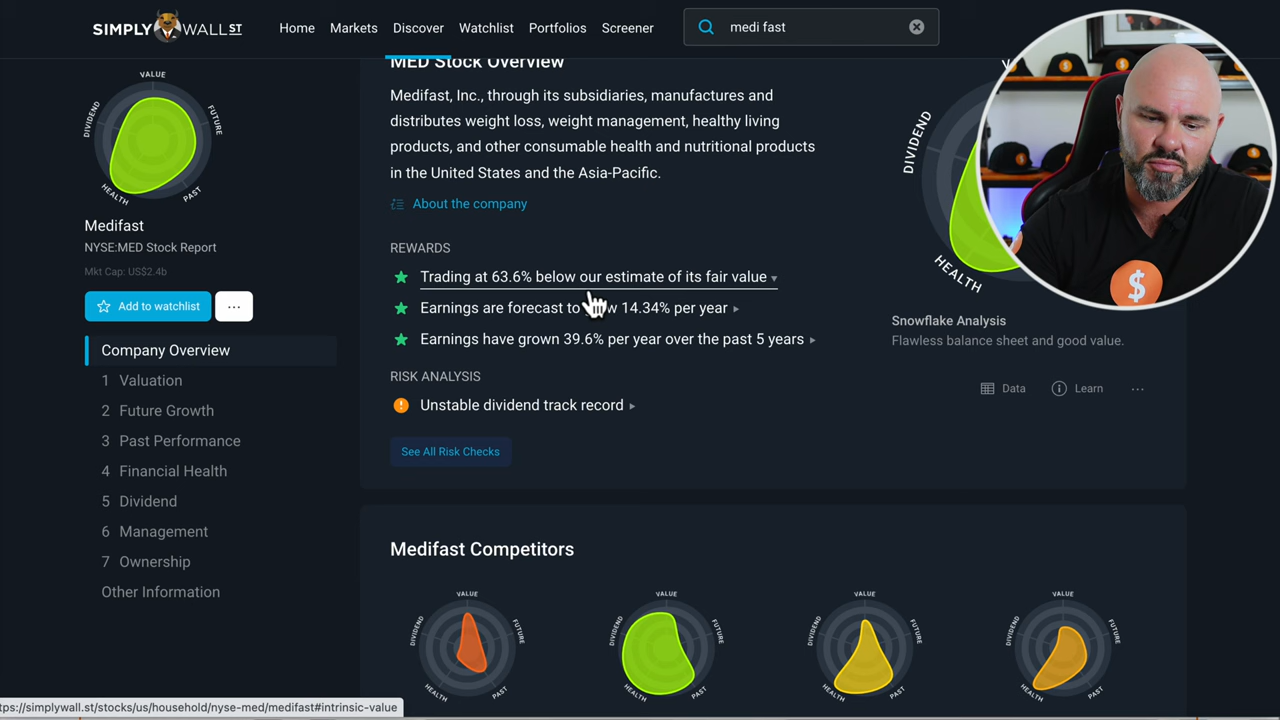 SIMPLY WALL ST
Home Markets Discover Watchlist Portfolios Screener
medi fast
VALUE
FUTURE
PAST
HEALTH
DIVIDEND
Medifast
NYSE:MED Stock Report
Mkt Cap: US$2.4b
Add to watchlist
...
Company Overview
1 Valuation
2 Future Growth
3 Past Performance
4 Financial Health
5 Dividend
6 Management
7 Ownership
Other Information
MED Stock Overview
Medifast, Inc., through its subsidiaries, manufactures and
distributes weight loss, weight management, healthy living
products, and other consumable health and nutritional products
in the United States and the Asia-Pacific.
About the company
REWARDS
Trading at 63.6% below our estimate of its fair value
Earnings are forecast to 14.34% per year
Earnings have grown 39.6% per year over the past 5 years
RISK ANALYSIS
Unstable dividend track record
See All Risk Checks
DIVIDEND
HEALTH
Snowflake Analysis
Flawless balance sheet and good value.
Data Learn ...
Medifast Competitors
VALUE
FUTURE
PAST
HEALTH
DIVIDEND
VALUE
FUTURE
PAST
HEALTH
DIVIDEND
VALUE
FUTURE
PAST
HEALTH
DIVIDEND
VALUE
FUTURE
PAST
HEALTH
DIVIDEND
tps://simplywall.st/stocks/us/household/nyse-med/medifast#intrinsic-value